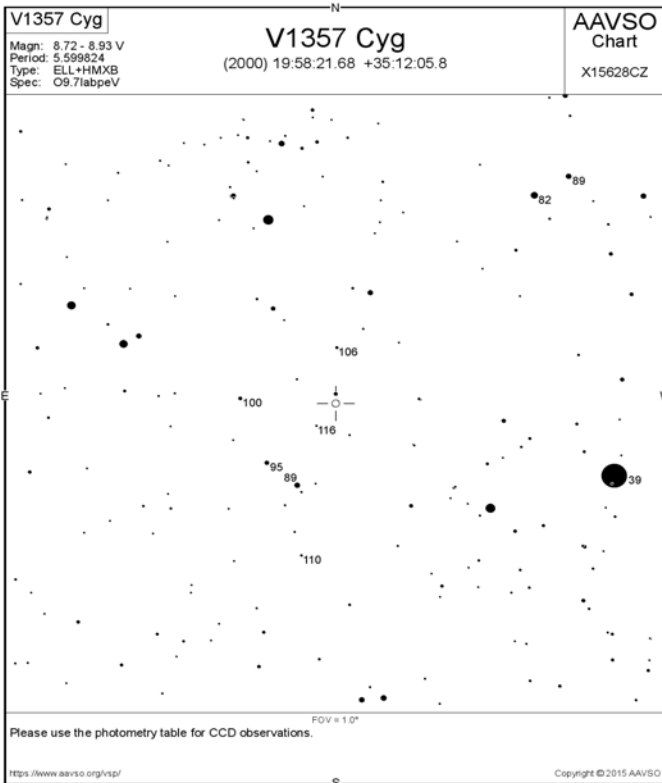 N
V1357 Cyg
Magn: 8.72 - 8.93 V
Period: 5.599824
Type: ELL+HMXB
Spec: O9.7IabpeV
V1357 Cyg
(2000) 19:58:21.68 +35:12:05.8
AAVSO
Chart
X15628CZ
89
82
106
E
100
116
95
89
39
110
FOV = 1.0°
Please use the photometry table for CCD observations.
https://www.aavso.org/vsp/
Copyright © 2015 AAVSO
S